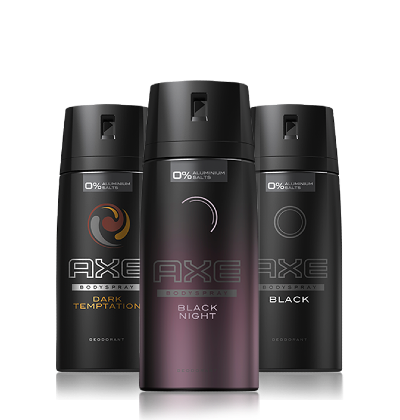 0% ALUMINIUM
SALTS
AXE
BODYSPRAY
DARK
TEMPTATION
DEODORANT
0% ALUMINIUM
SALTS
AXE
BODYSPRAY
BLACK
NIGHT
DEODORANT
0% ALUMINIUM
SALTS
AXE
BODYSPRAY
BLACK
DEODORANT